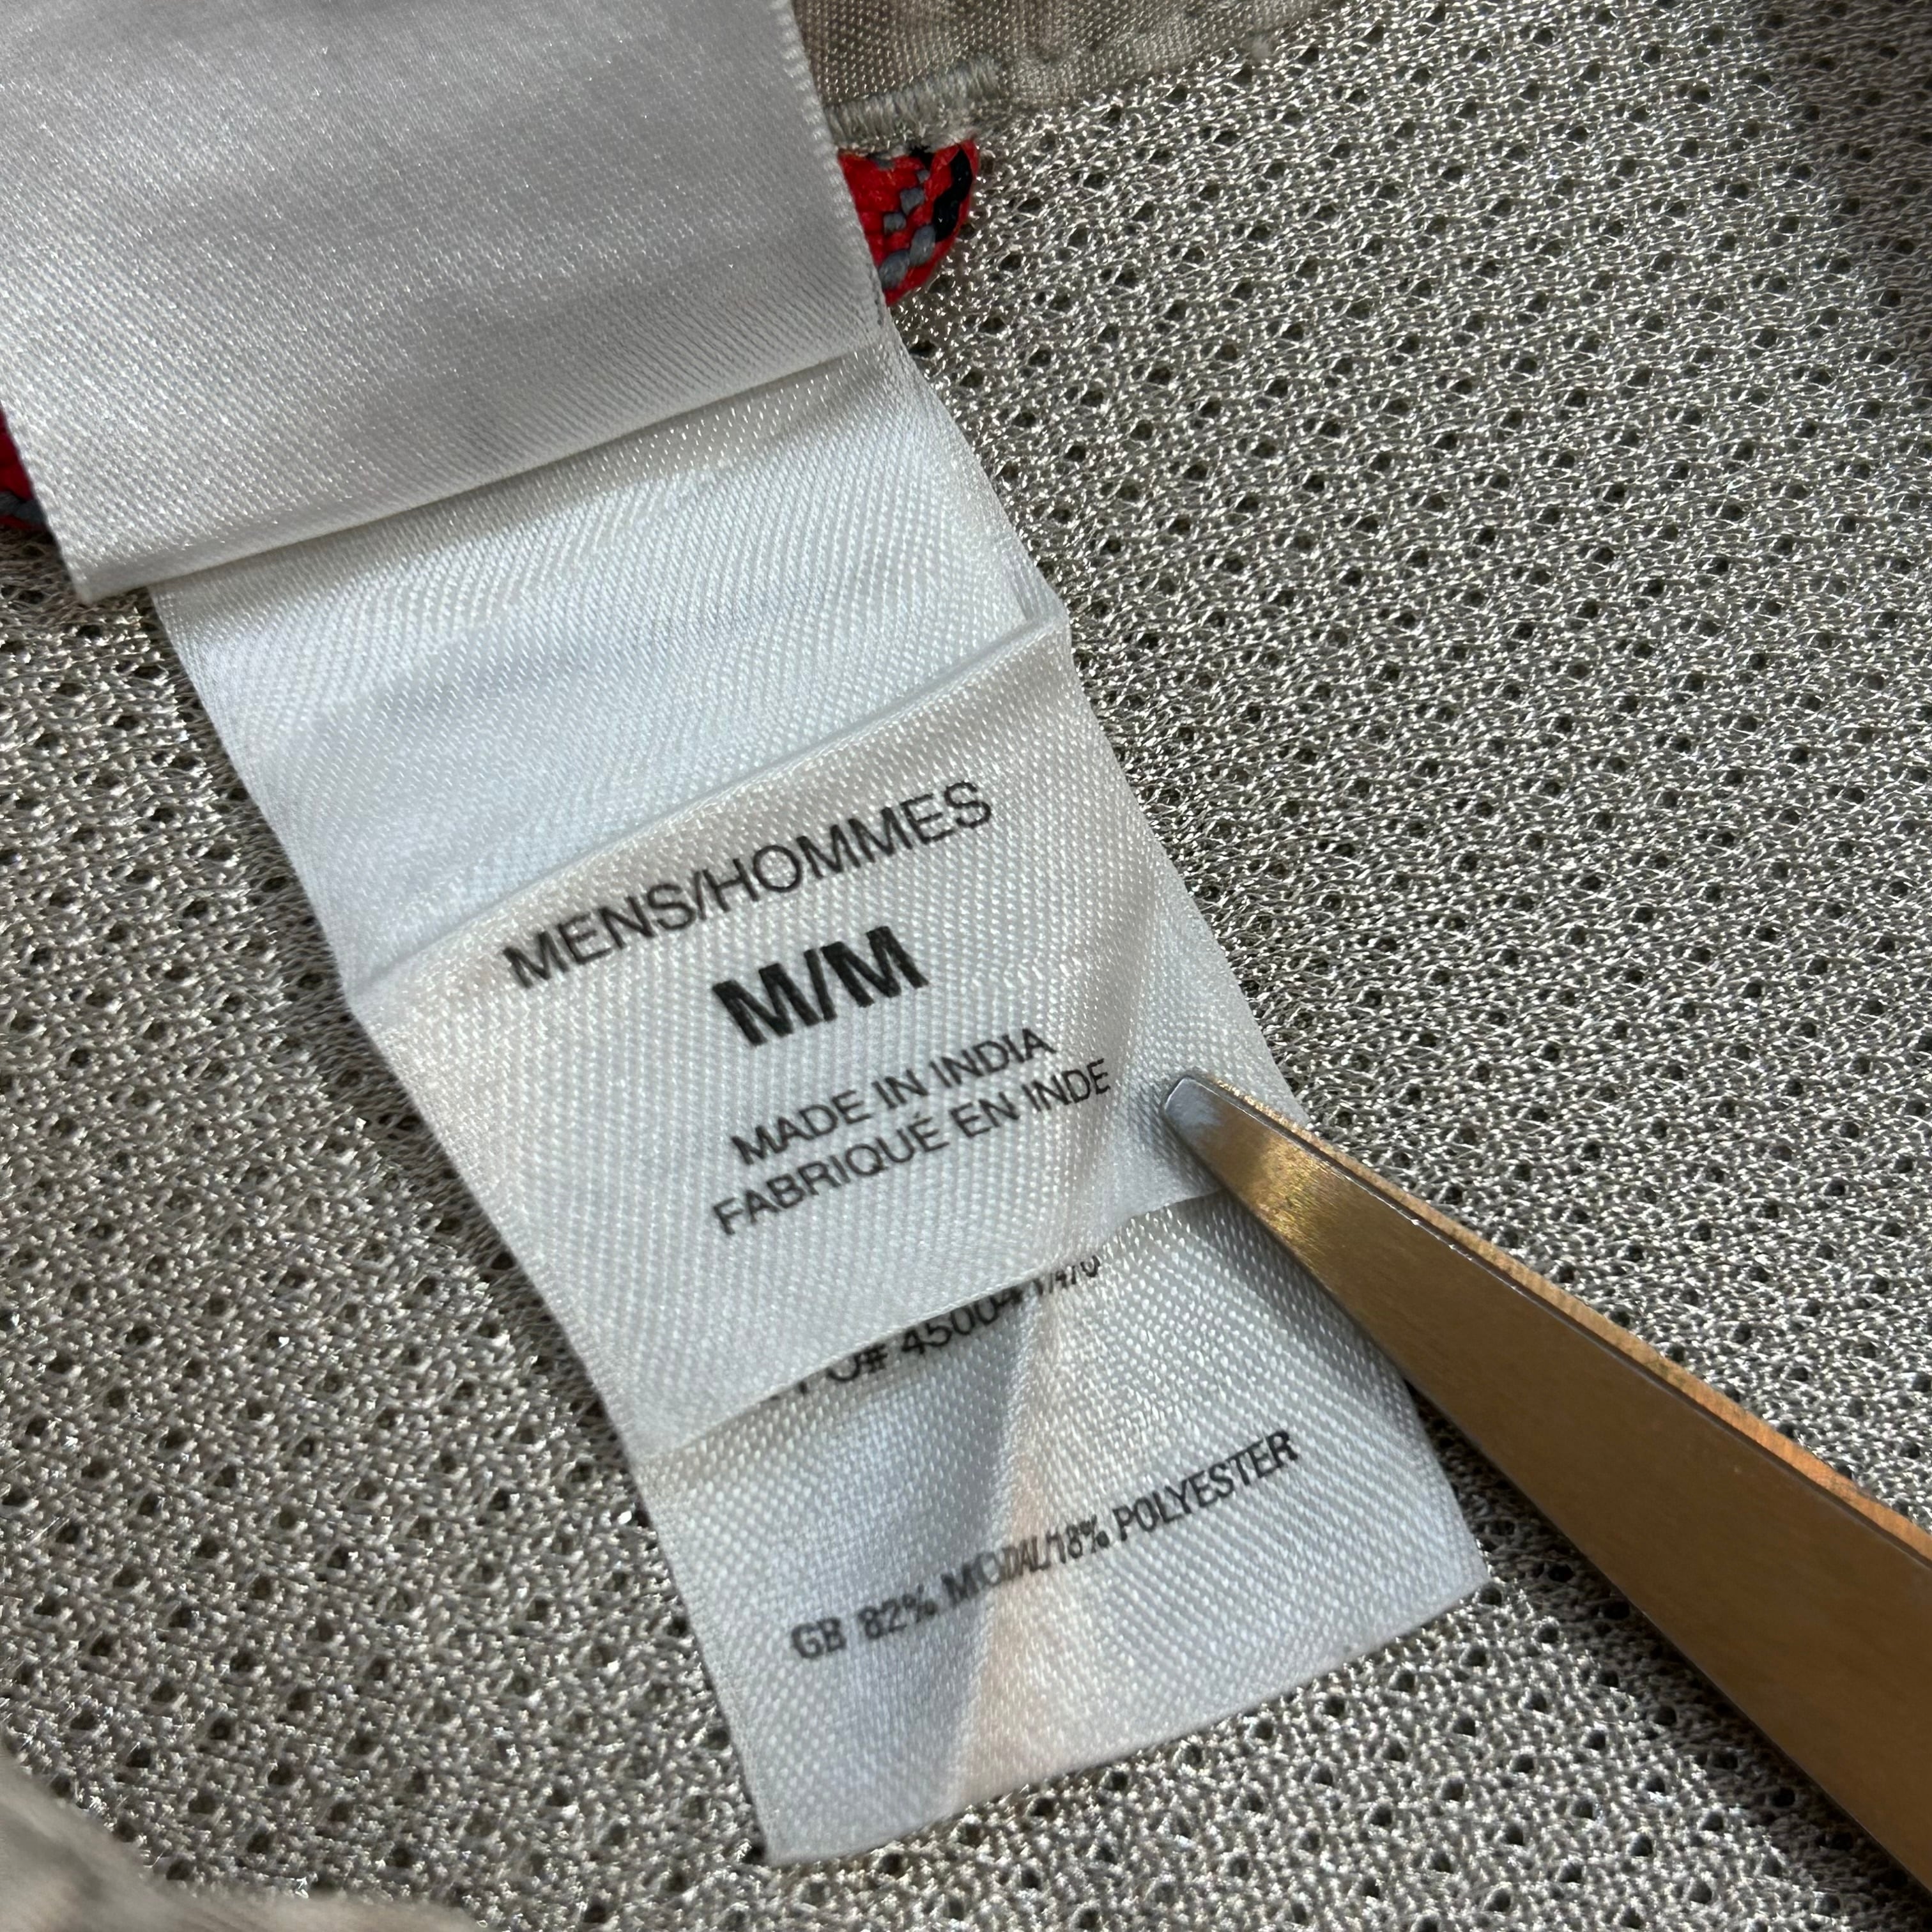 MENS/HOMMES
M/M
MADE IN INDIA
FABRIQUÉ EN INDE
GB 82% MODAL/18% POLYESTER